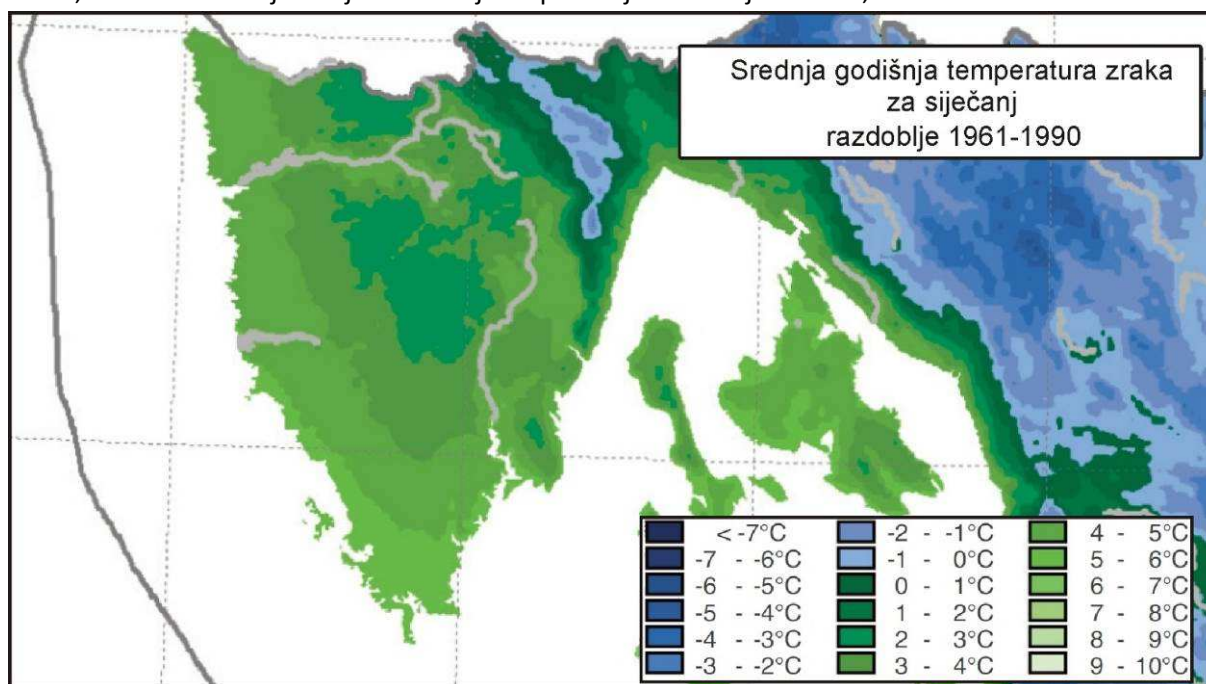 Srednja godišnja temperatura zraka
za siječanj
razdoblje 1961-1990
< -7°C
-7 - -6°C
-6 - -5°C
-5 - -4°C
-4 - -3°C
-3 - -2°C
-2 - -1°C
-1 - 0°C
0 - 1°C
1 - 2°C
2 - 3°C
3 - 4°C
4 - 5°C
5 - 6°C
6 - 7°C
7 - 8°C
8 - 9°C
9 - 10°C